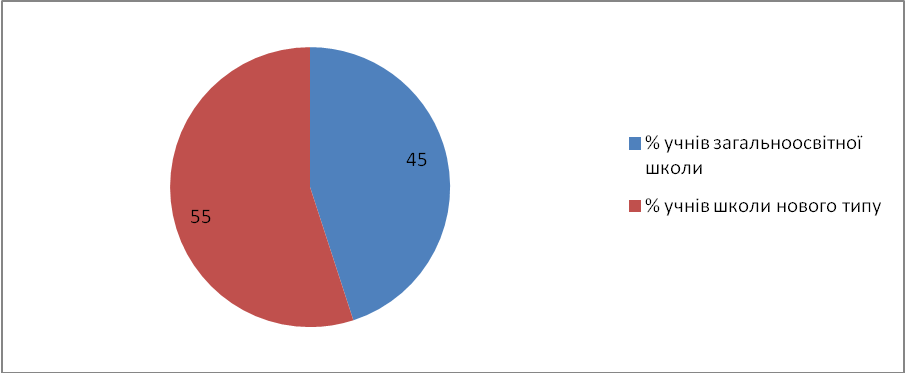 45
% учнів загальноосвітної
школи
55
% учнів школи нового типу